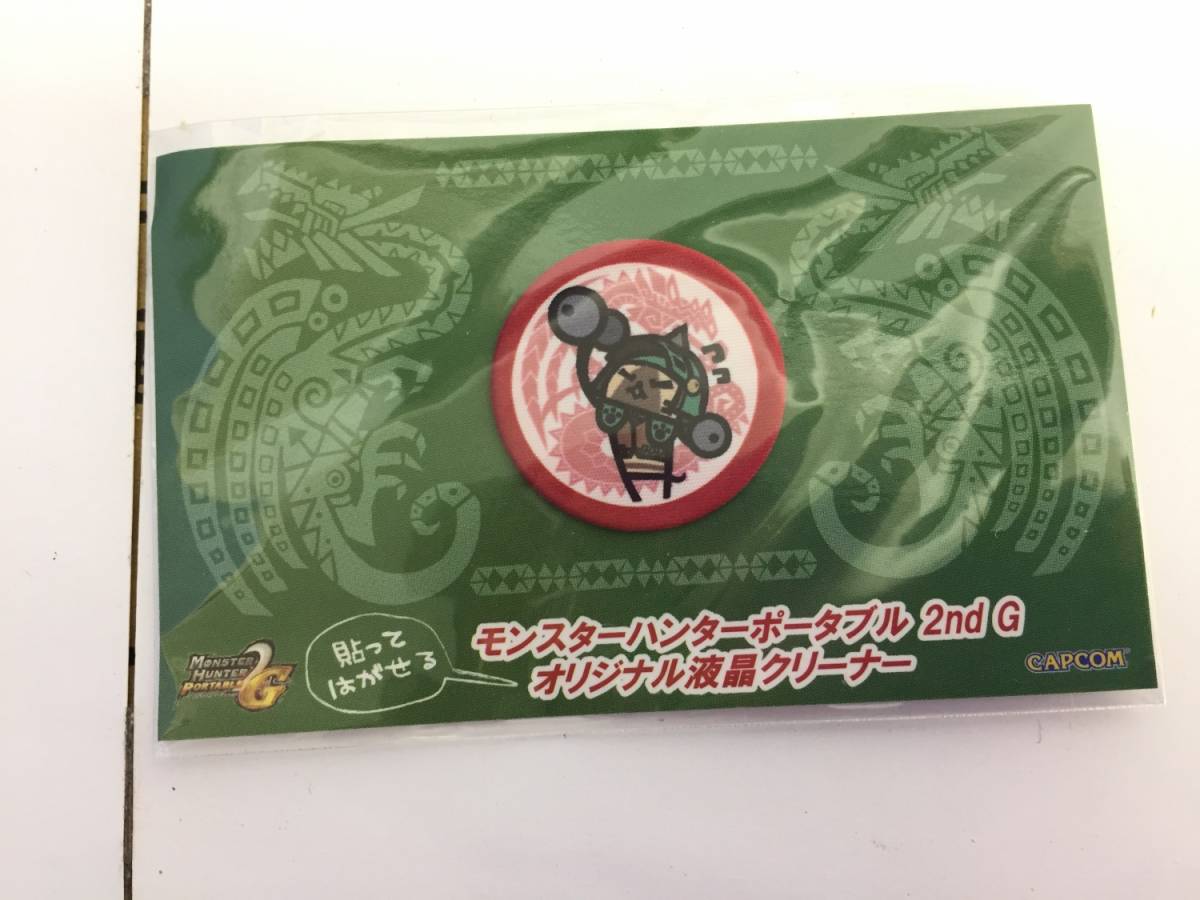 貼って
はがせる
モンスターハンターポータブル 2nd G
オリジナル液晶クリーナー
MONSTER
HUNTER
PORTABLE
2
G
CAPCOM